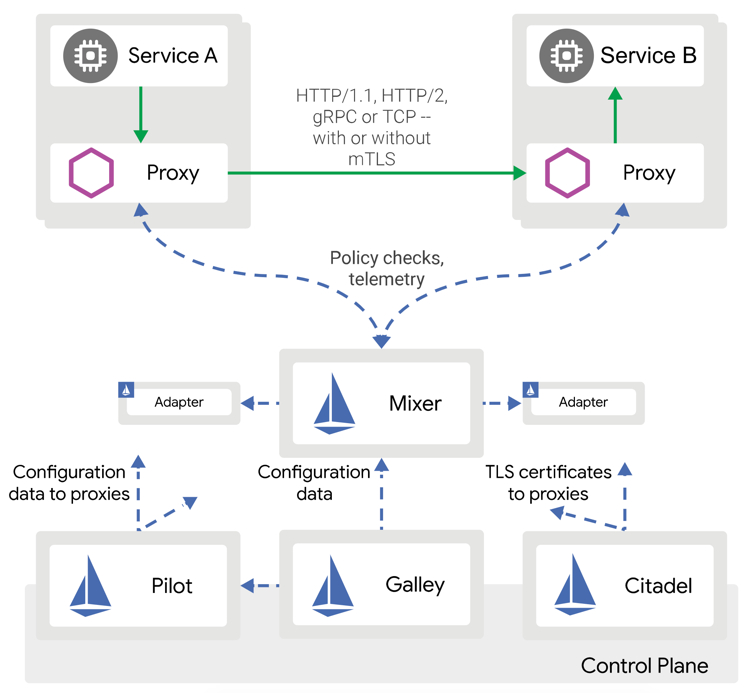 Service A
Service B
HTTP/1.1, HTTP/2,
gRPC or TCP --
with or without
mTLS
Proxy
Proxy
Policy checks,
telemetry
Adapter
Mixer
Adapter
Configuration
data to proxies
Configuration
data
TLS certificates
to proxies
Pilot
Galley
Citadel
Control Plane